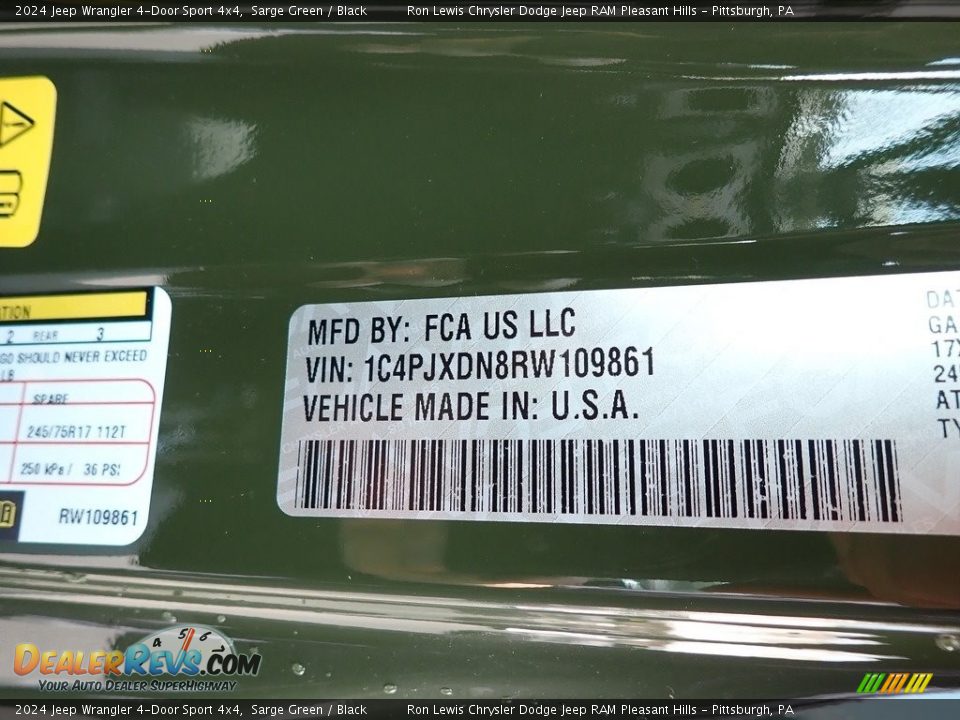 2024 Jeep Wrangler 4-Door Sport 4x4, Sarge Green / Black Ron Lewis Chrysler Dodge Jeep RAM Pleasant Hills - Pittsburgh, PA
2 REAR 3
SHOULD NEVER EXCEED
LB
SPARE
245/75R17 112T
250 kPa / 36 PSI
RW109861
MFD BY: FCA US LLC
VIN: 1C4PJXDN8RW109861
VEHICLE MADE IN: U.S.A.
4 5 6
DEALERREVS.COM
YOUR AUTO DEALER SUPERHIGHWAY
2024 Jeep Wrangler 4-Door Sport 4x4, Sarge Green / Black Ron Lewis Chrysler Dodge Jeep RAM Pleasant Hills - Pittsburgh, PA